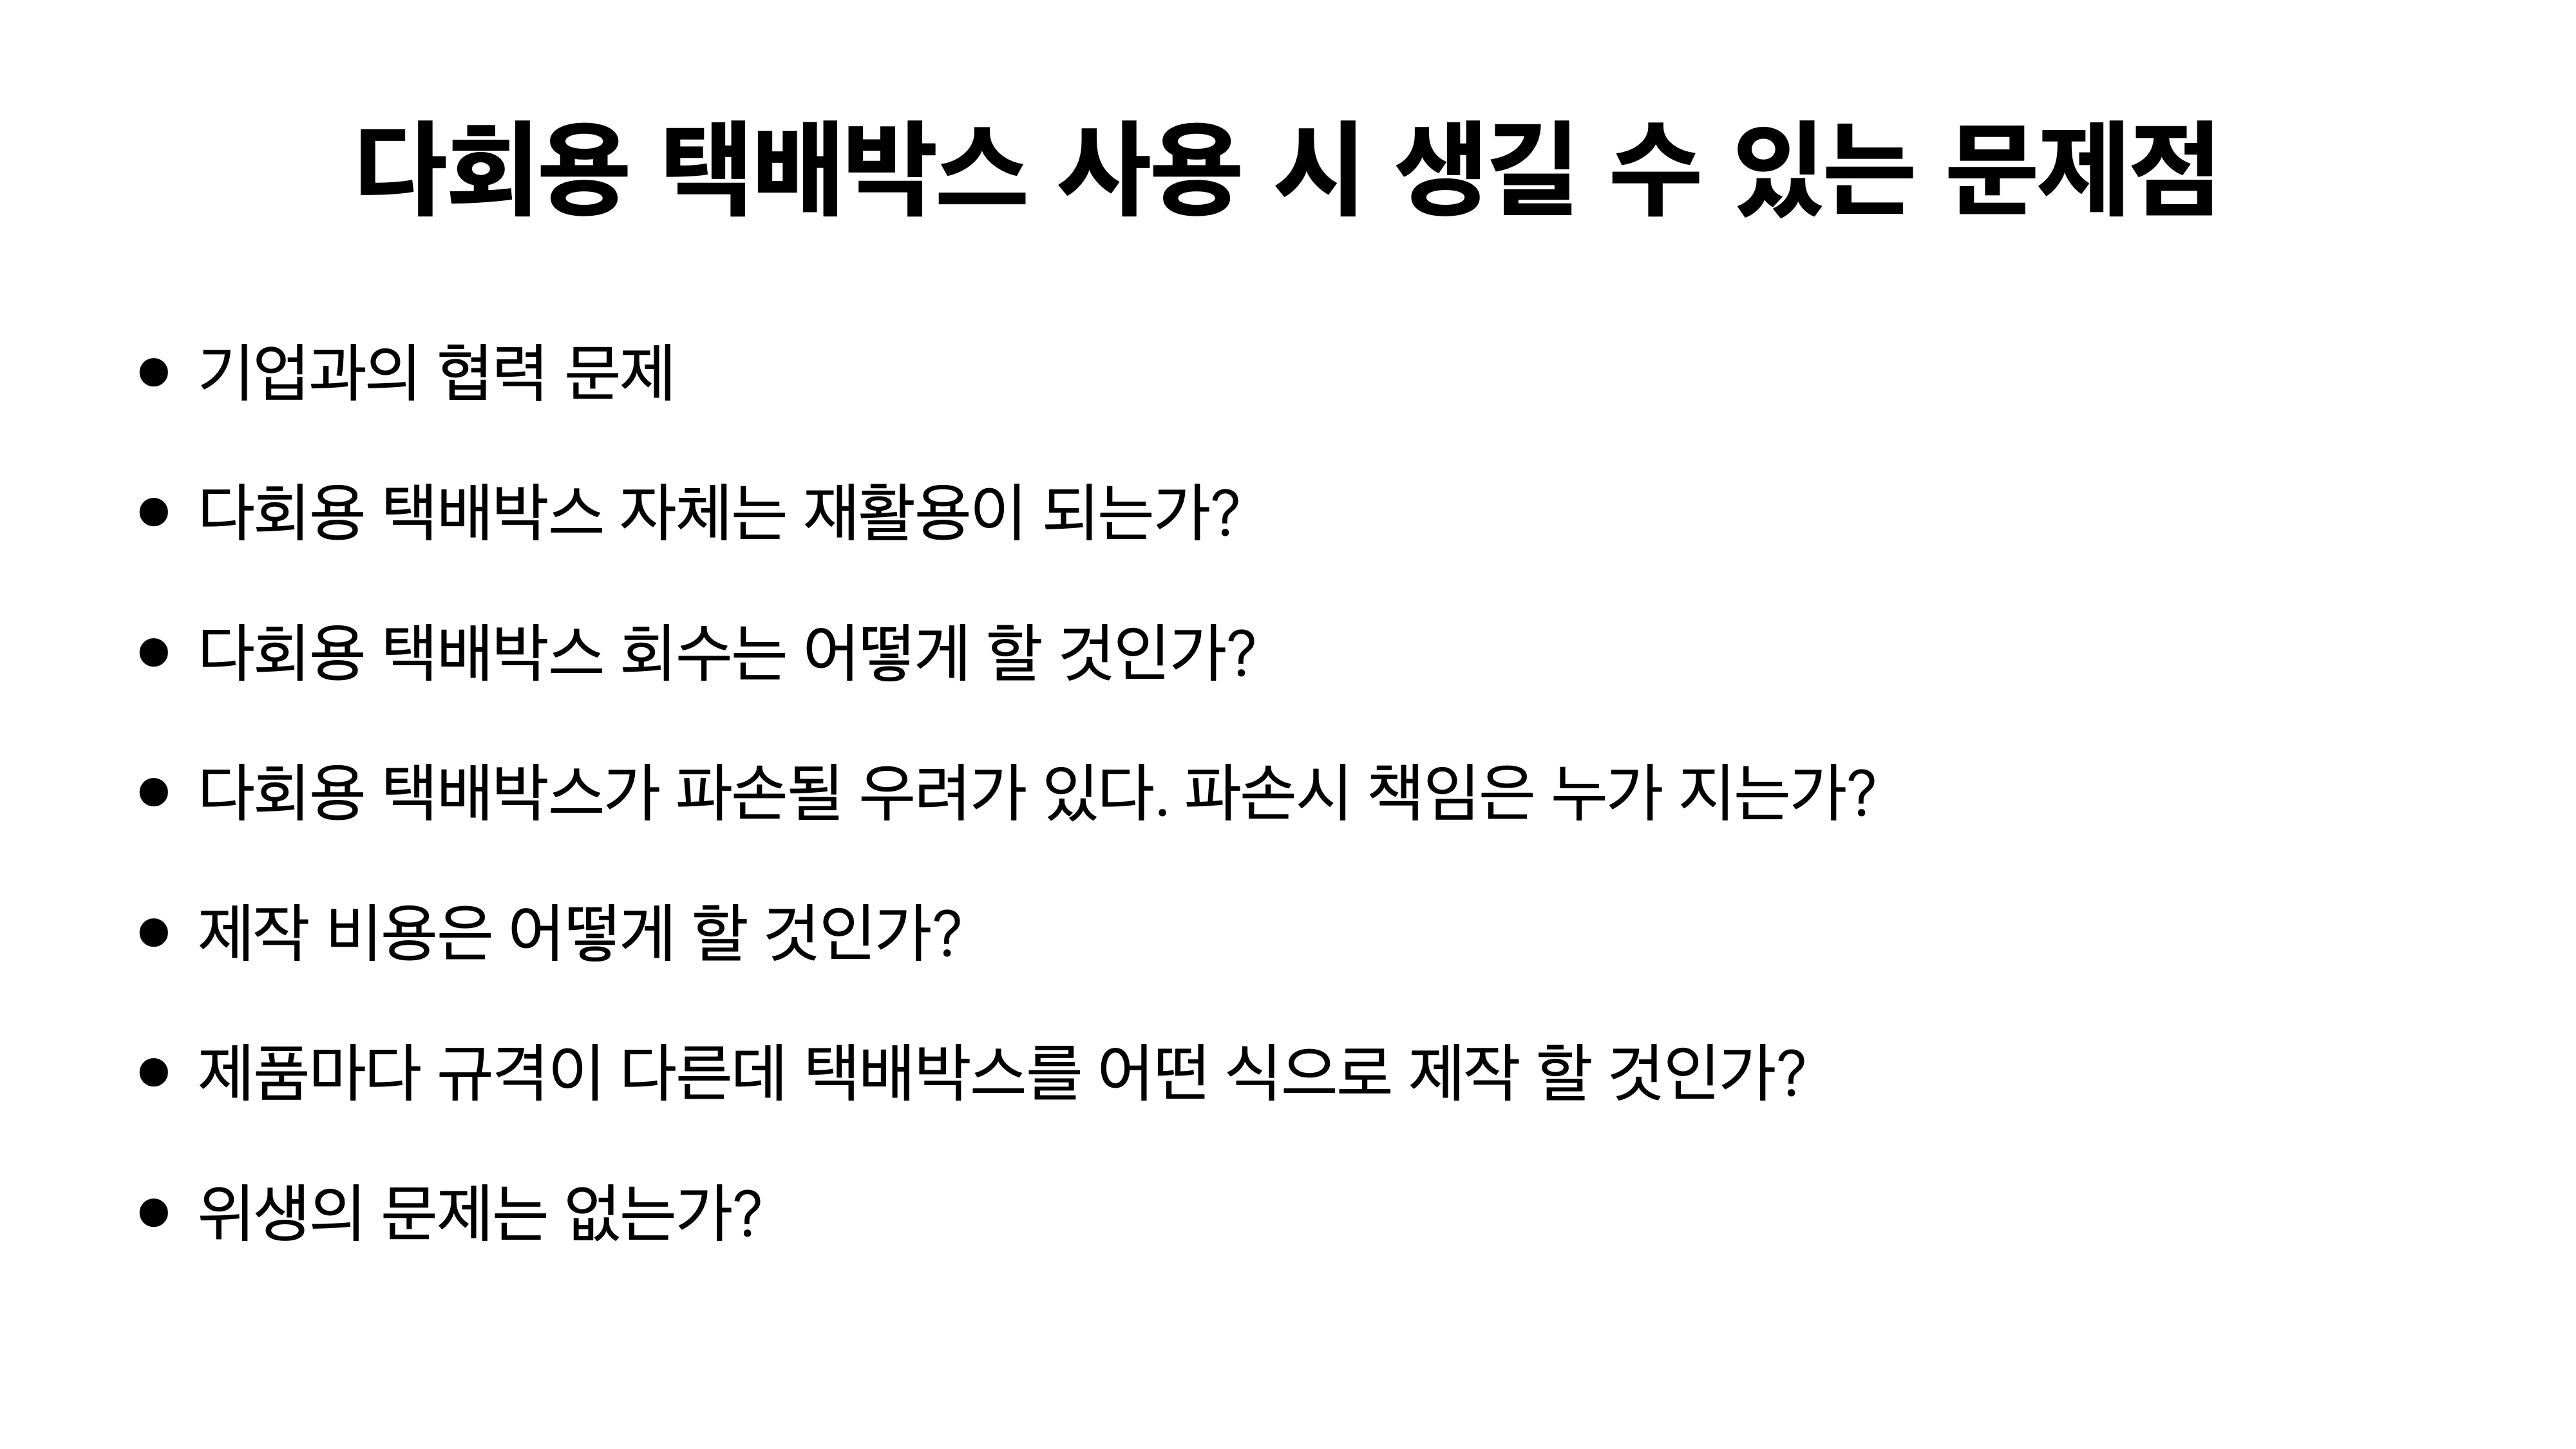 다회용 택배박스 사용 시 생길 수 있는 문제점
• 기업과의 협력 문제
• 다회용 택배박스 자체는 재활용이 되는가?
• 다회용 택배박스 회수는 어떻게 할 것인가?
• 다회용 택배박스가 파손될 우려가 있다. 파손시 책임은 누가 지는가?
• 제작 비용은 어떻게 할 것인가?
• 제품마다 규격이 다른데 택배박스를 어떤 식으로 제작 할 것인가?
• 위생의 문제는 없는가?